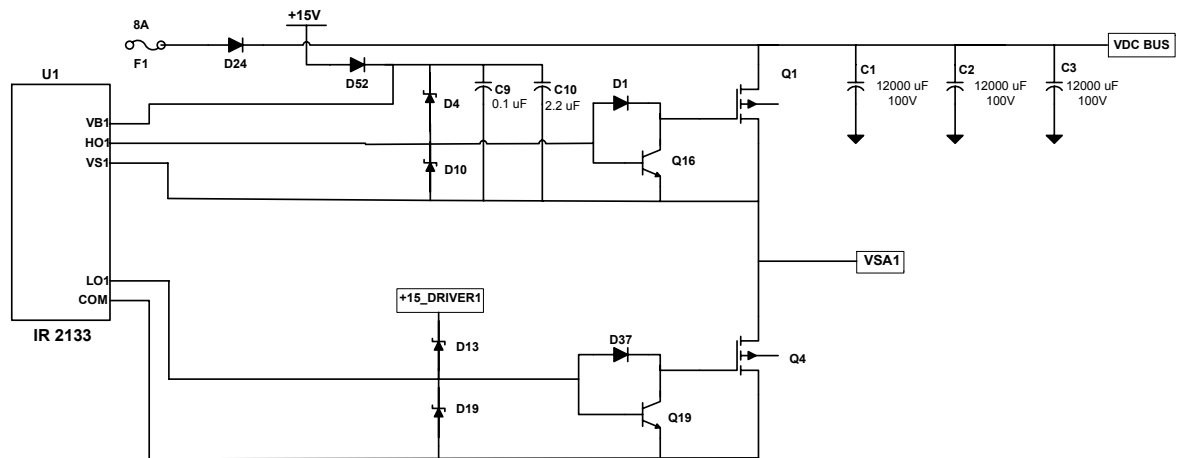 +15V
8A
F1
D24
VDC BUS
U1
D52
C9
0.1 uF
C10
2.2 uF
D1
Q1
C1
12000 uF
100V
C2
12000 uF
100V
C3
12000 uF
100V
D4
VB1
HO1
VS1
D10
Q16
LO1
COM
VSA1
IR 2133
+15_DRIVER1
D13
D37
Q4
D19
Q19